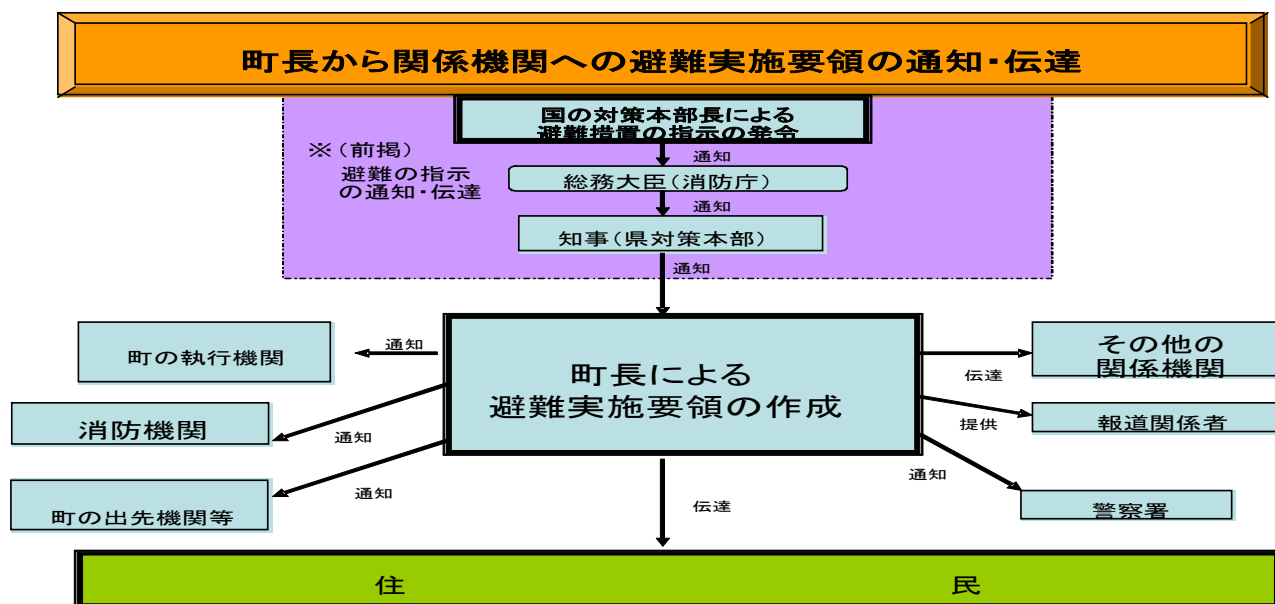 町長から関係機関への避難実施要領の通知・伝達
国の対策本部長による
避難措置の指示の発令
※(前掲)
避難の指示
の通知・伝達
通知
総務大臣(消防庁)
通知
知事(県対策本部)
通知
町の執行機関
通知
消防機関
通知
町の出先機関等
通知
町長による
避難実施要領の作成
その他の
関係機関
伝達
報道関係者
提供
警察署
通知
伝達
住 民